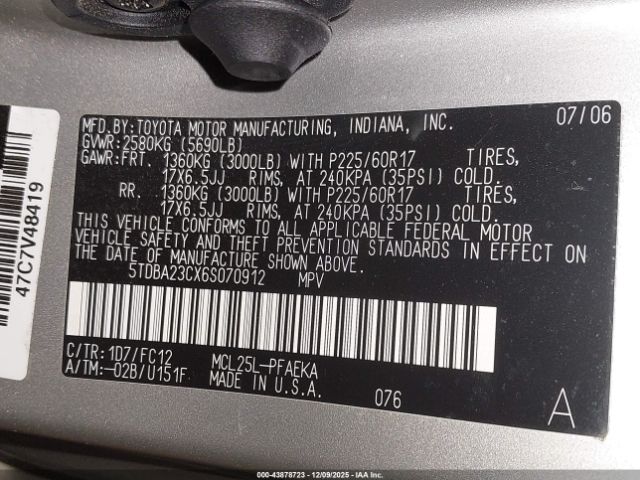 07/06
MFD.BY:TOYOTA MOTOR MANUFACTURING, INDIANA, INC.
GVWR:2580KG (5690LB)
GAWR:FRT. 1360KG (3000LB) WITH P225/60R17 TIRES,
17X6.5JJ RIMS, AT 240KPA (35PSI) COLD.
RR. 1360KG (3000LB) WITH P225/60R17 TIRES,
17X6.5JJ RIMS, AT 240KPA (35PSI) COLD.
THIS VEHICLE CONFORMS TO ALL APPLICABLE FEDERAL MOTOR
VEHICLE SAFETY AND THEFT PREVENTION STANDARDS IN EFFECT ON
THE DATE OF MANUFACTURE SHOWN ABOVE.
5TDBA23CX6S070912 MPV
C/TR: 1D7/FC12 MCL25L-PFAEKA
A/TM:-02B/U151F MADE IN U.S.A.
076
A
47C7V48419
000-43878723 - 12/09/2025 - IAA Inc.